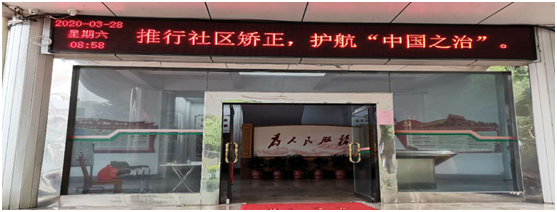 2020-03-28
星期六
08:58
推行社区矫正，护航“中国之治”。
为人民服务